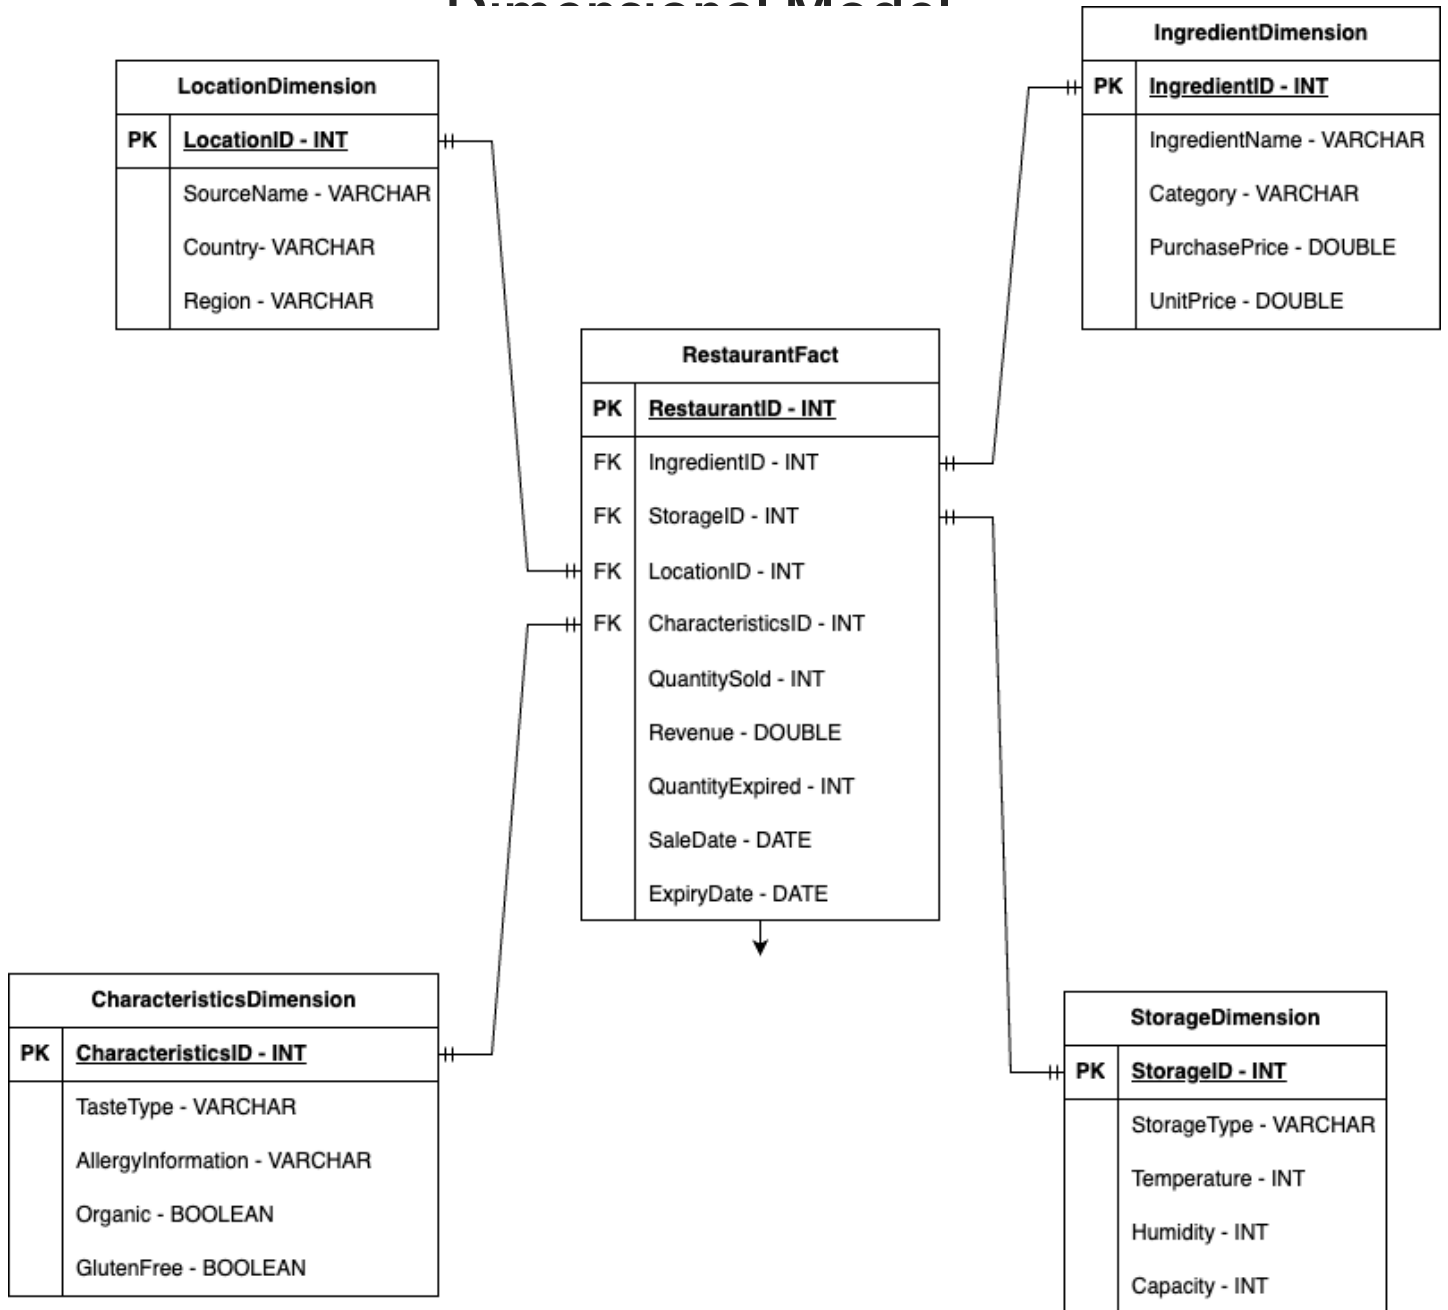 Dimensional Model
LocationDimension
PK LocationID - INT
SourceName - VARCHAR
Country- VARCHAR
Region - VARCHAR
IngredientDimension
PK IngredientID - INT
IngredientName - VARCHAR
Category - VARCHAR
PurchasePrice - DOUBLE
UnitPrice - DOUBLE
RestaurantFact
PK RestaurantID - INT
FK IngredientID - INT
FK StorageID - INT
FK LocationID - INT
FK CharacteristicsID - INT
QuantitySold - INT
Revenue - DOUBLE
QuantityExpired - INT
SaleDate - DATE
ExpiryDate - DATE
CharacteristicsDimension
PK CharacteristicsID - INT
TasteType - VARCHAR
AllergyInformation - VARCHAR
Organic - BOOLEAN
GlutenFree - BOOLEAN
StorageDimension
PK StorageID - INT
StorageType - VARCHAR
Temperature - INT
Humidity - INT
Capacity - INT